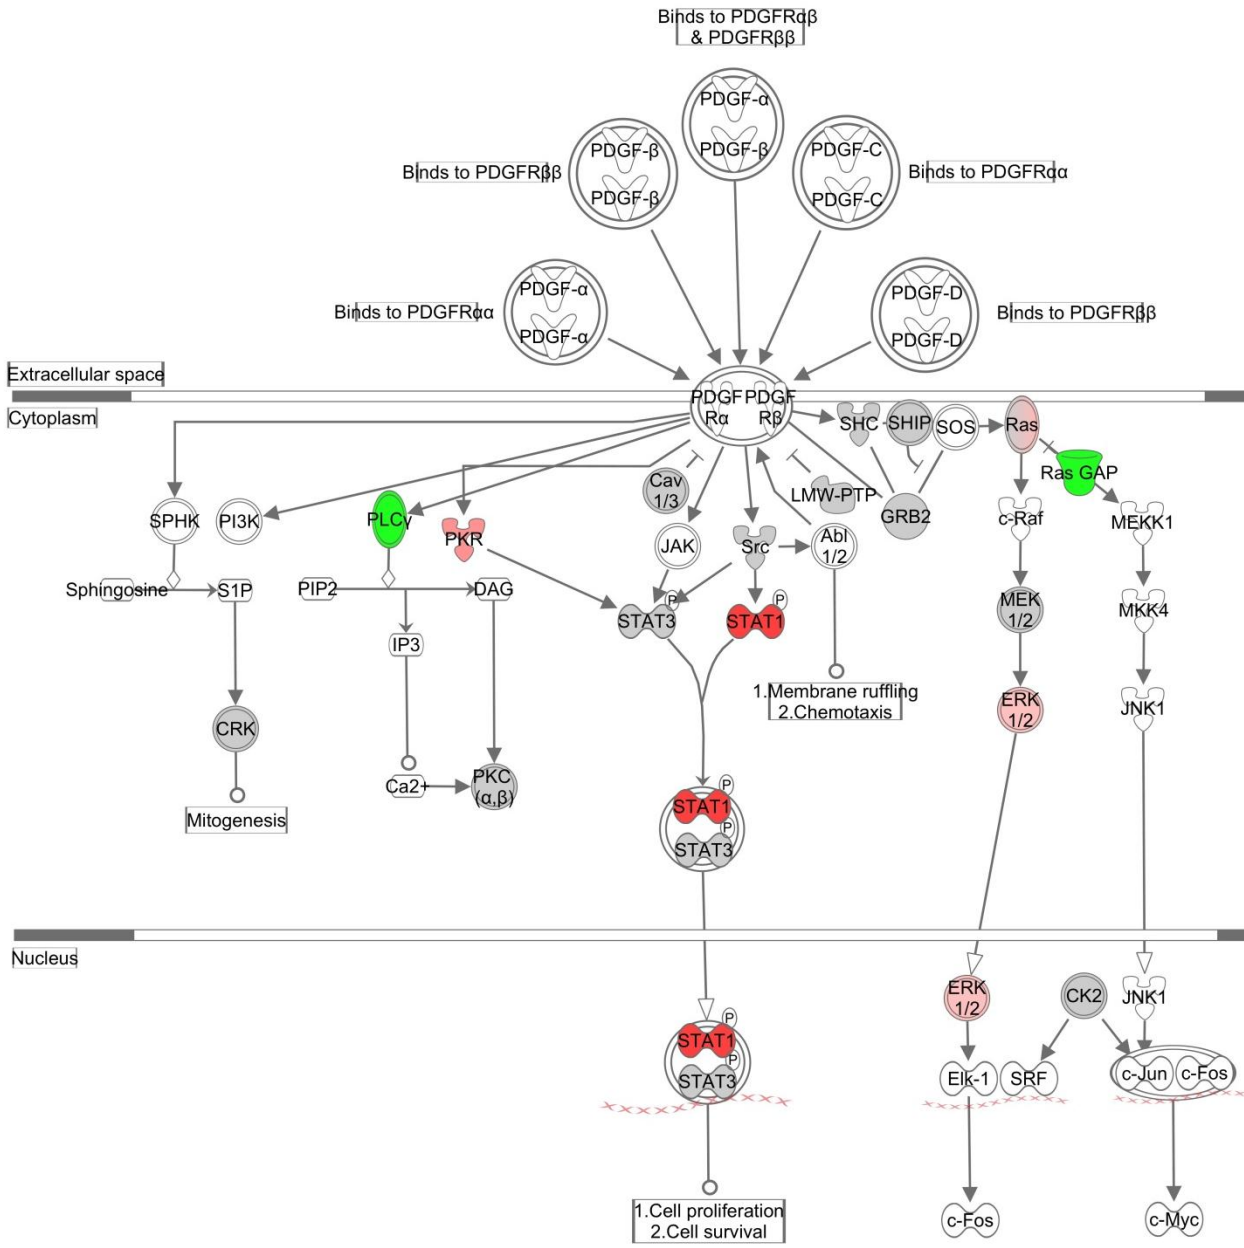 Binds to PDGFRαβ
& PDGFRββ
PDGF-α
PDGF-β
PDGF-β
PDGF-β
Binds to PDGFRββ
PDGF-C
PDGF-C
Binds to PDGFRαα
PDGF-α
PDGF-α
Binds to PDGFRαα
PDGF-D
PDGF-D
Binds to PDGFRββ
Extracellular space
Cytoplasm
PDGF PDGF
Rα Rβ
SHC
SHIP
SOS
Ras
Ras GAP
Cav
1/3
LMW-PTP
GRB2
SPHK
PI3K
PLCγ
PKR
JAK
Src
Abl
1/2
c-Raf
MEKK1
Sphingosine
S1P
PIP2
DAG
IP3
P
STAT3
P
STAT1
MEK
1/2
MKK4
1.Membrane ruffling
2.Chemotaxis
ERK
1/2
JNK1
CRK
Ca2+
PKC
(α,β)
Mitogenesis
P
STAT1
P
STAT3
Nucleus
P
STAT1
P
STAT3
ERK
1/2
CK2
JNK1
Elk-1
SRF
c-Jun
c-Fos
1.Cell proliferation
2.Cell survival
c-Fos
c-Myc